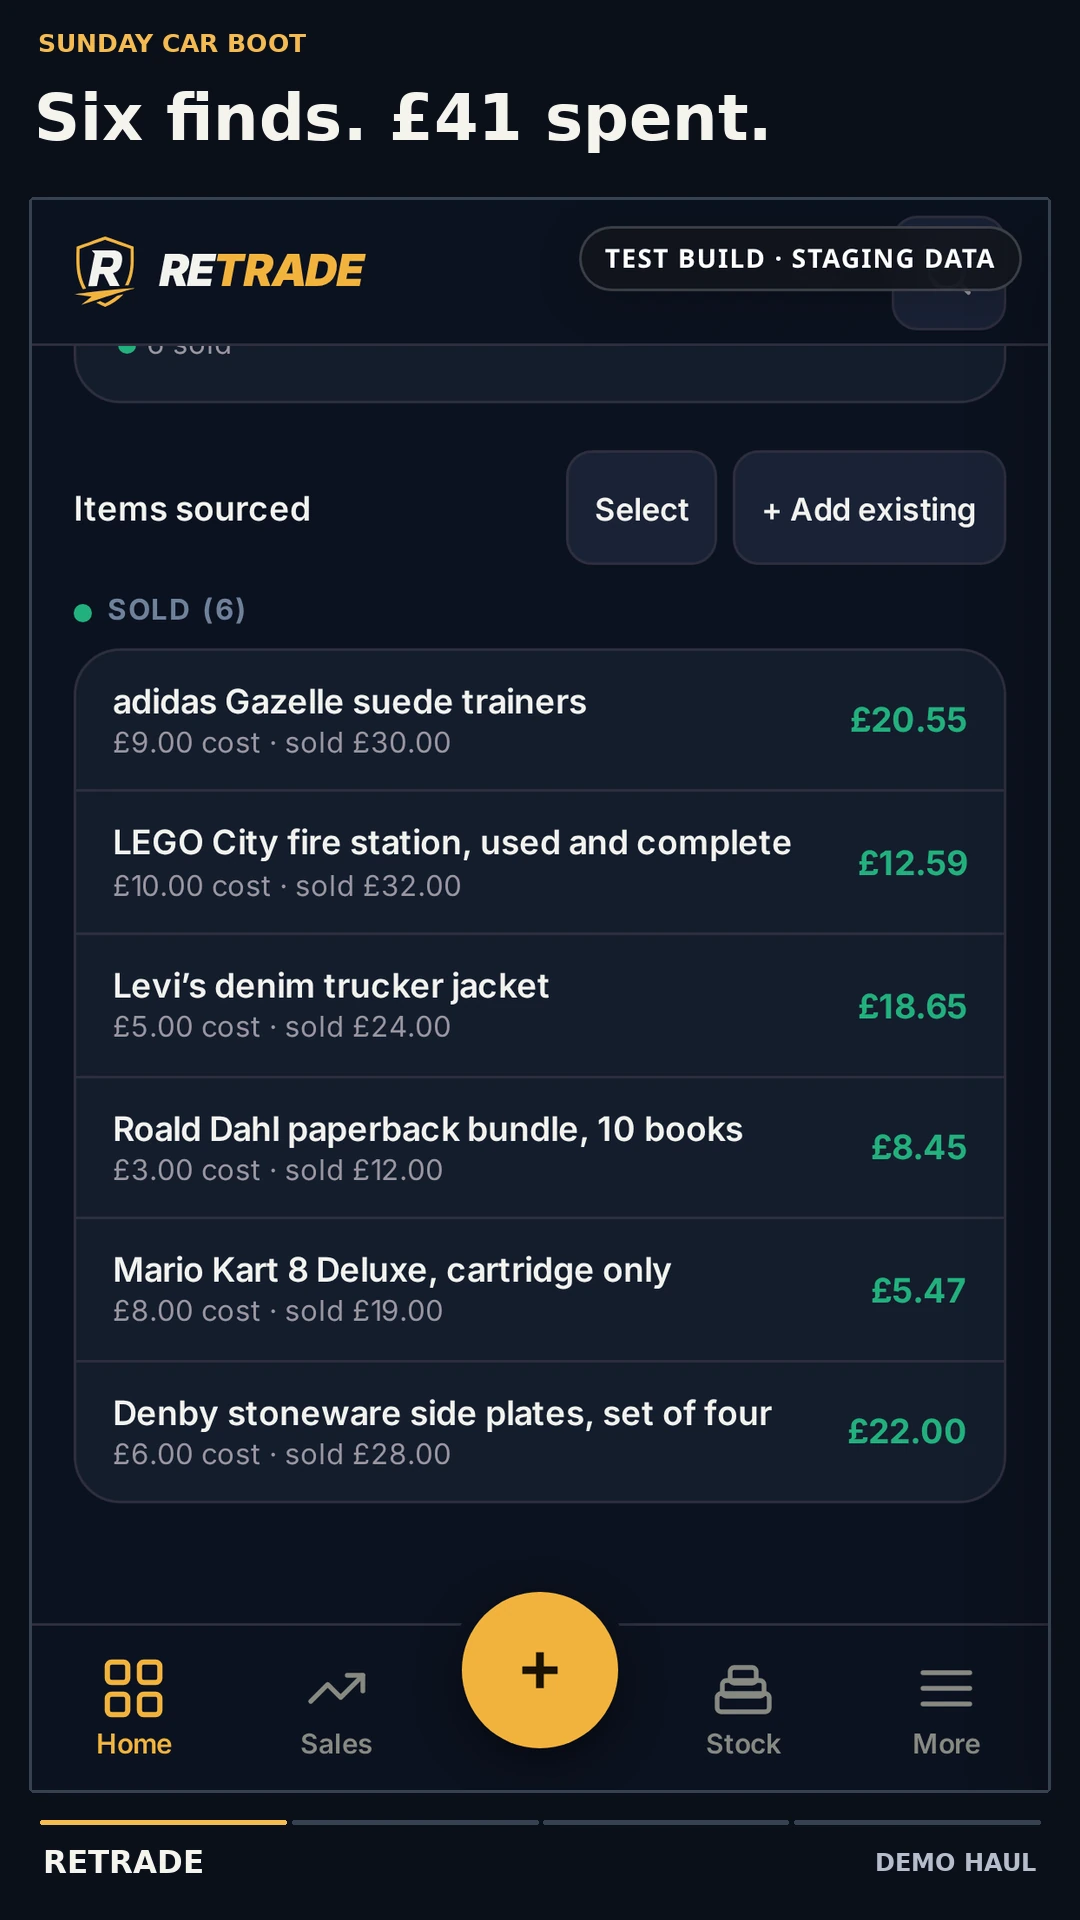 SUNDAY CAR BOOT
Six finds. £41 spent.
R RETRADE
TEST BUILD · STAGING DATA
6 sold
Items sourced
Select
+ Add existing
SOLD (6)
adidas Gazelle suede trainers
£9.00 cost · sold £30.00
£20.55
LEGO City fire station, used and complete
£10.00 cost · sold £32.00
£12.59
Levi’s denim trucker jacket
£5.00 cost · sold £24.00
£18.65
Roald Dahl paperback bundle, 10 books
£3.00 cost · sold £12.00
£8.45
Mario Kart 8 Deluxe, cartridge only
£8.00 cost · sold £19.00
£5.47
Denby stoneware side plates, set of four
£6.00 cost · sold £28.00
£22.00
+
Home
Sales
Stock
More
RETRADE
DEMO HAUL